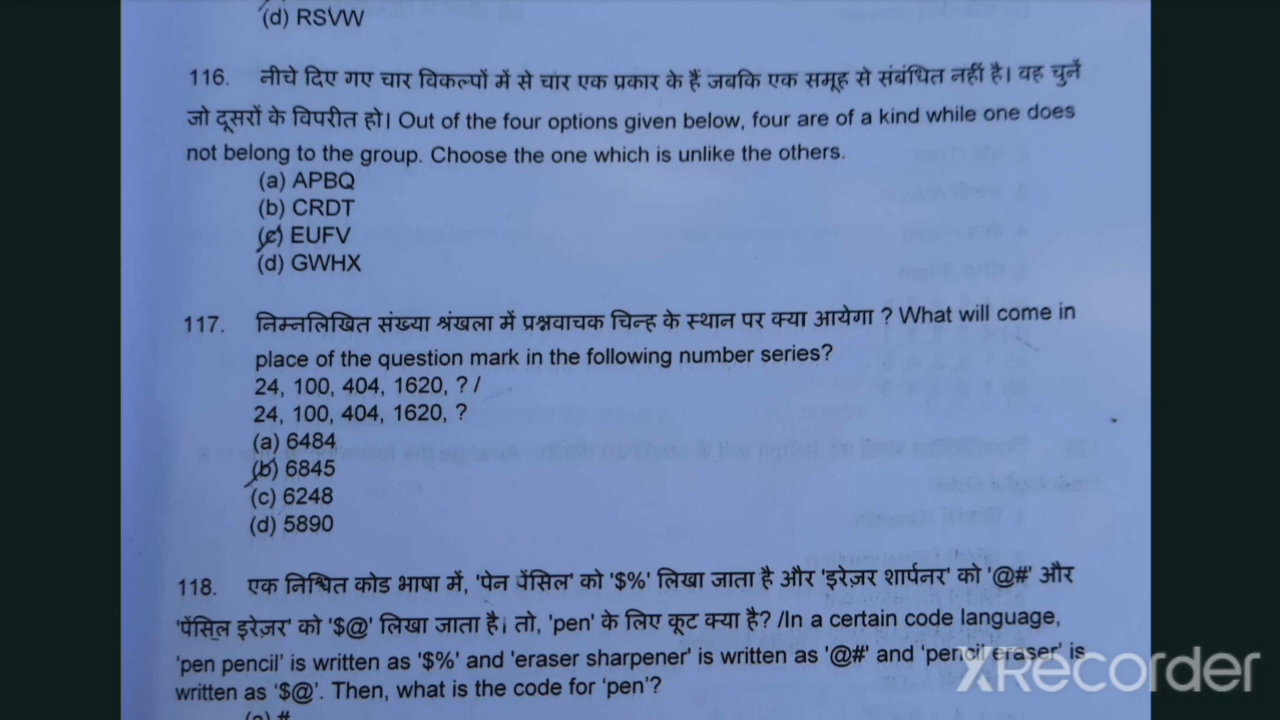 (d) RSVW
116. नीचे दिए गए चार विकल्पों में से चार एक प्रकार के हैं जबकि एक समूह से संबंधित नहीं है। वह चुनें
जो दूसरों के विपरीत हो। Out of the four options given below, four are of a kind while one does
not belong to the group. Choose the one which is unlike the others.
(a) APBQ
(b) CRDT
(c) EUFV
(d) GWHX
117. निम्नलिखित संख्या श्रंखला में प्रश्नवाचक चिन्ह के स्थान पर क्या आयेगा ? What will come in
place of the question mark in the following number series?
24, 100, 404, 1620, ? /
24, 100, 404, 1620, ?
(a) 6484
(b) 6845
(c) 6248
(d) 5890
118. एक निश्चित कोड भाषा में, 'पेन पेंसिल' को '$%' लिखा जाता है और 'इरेज़र शार्पनर' को '@#' और
'पेंसिल इरेज़र' को '$@' लिखा जाता है। तो, 'pen' के लिए कूट क्या है? /In a certain code language,
'pen pencil' is written as '$%' and 'eraser sharpener' is written as '@#' and 'pencil eraser' is
written as '$@'. Then, what is the code for 'pen'?
(a) #
XRecorder